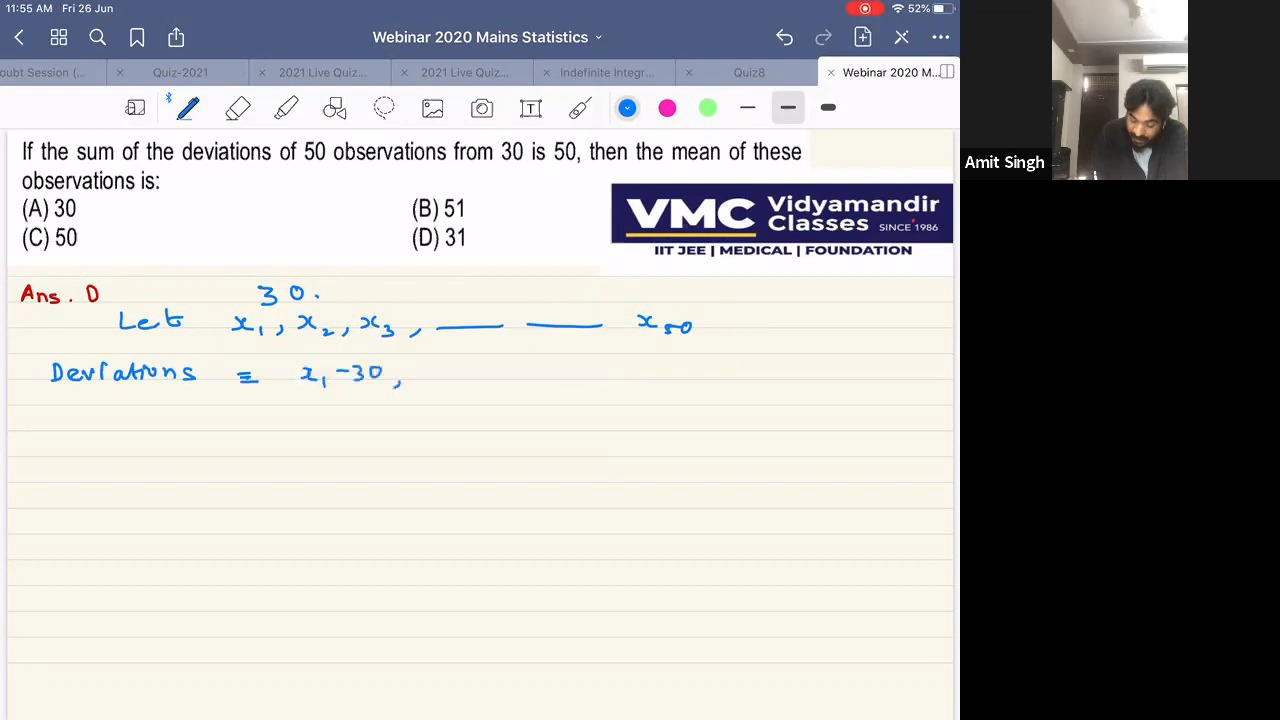 11:55 AM Fri 26 Jun
52%
Webinar 2020 Mains Statistics
oubt Session (...
Quiz-2021
2021 Live Quiz...
2021 Live Quiz...
Indefinite Integr...
Quiz8
Webinar 2020 M...
If the sum of the deviations of 50 observations from 30 is 50, then the mean of these
observations is:
(A) 30
(B) 51
(C) 50
(D) 31
VMC Vidyamandir
Classes SINCE 1986
IIT JEE | MEDICAL | FOUNDATION
Amit Singh
Ans. D
30.
Let x₁, x₂, x₃, —— —— x₅₀
Deviations ≡ x₁ -30,